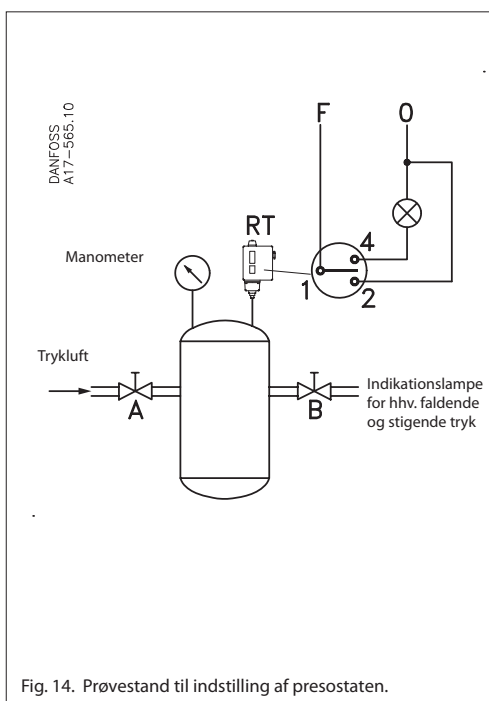 DANFOSS
A17-565.10
F
O
RT
4
1
2
Manometer
Trykluft
A
B
Indikationslampe
for hhv. faldende
og stigende tryk
Fig. 14. Prøvestand til indstilling af presostaten.